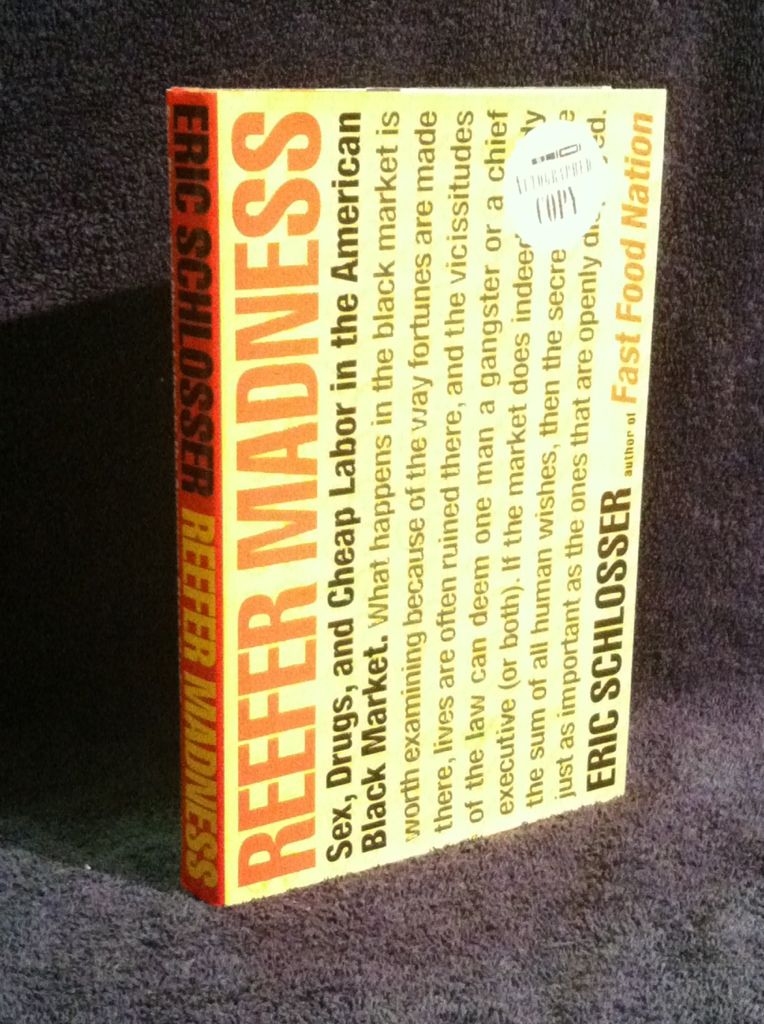 ERIC SCHLOSSER REEFER MADNESS
REEFER MADNESS
Sex, Drugs, and Cheap Labor in the American
Black Market. What happens in the black market is
worth examining because of the way fortunes are made
there, lives are often ruined there, and the vicissitudes
of the law can deem one man a gangster or a chief
executive (or both). If the market does indeed
the sum of all human wishes, then the secre
just as important as the ones that are openly di ed.
ERIC SCHLOSSER author of Fast Food Nation
AUTOGRAPHED
COPY